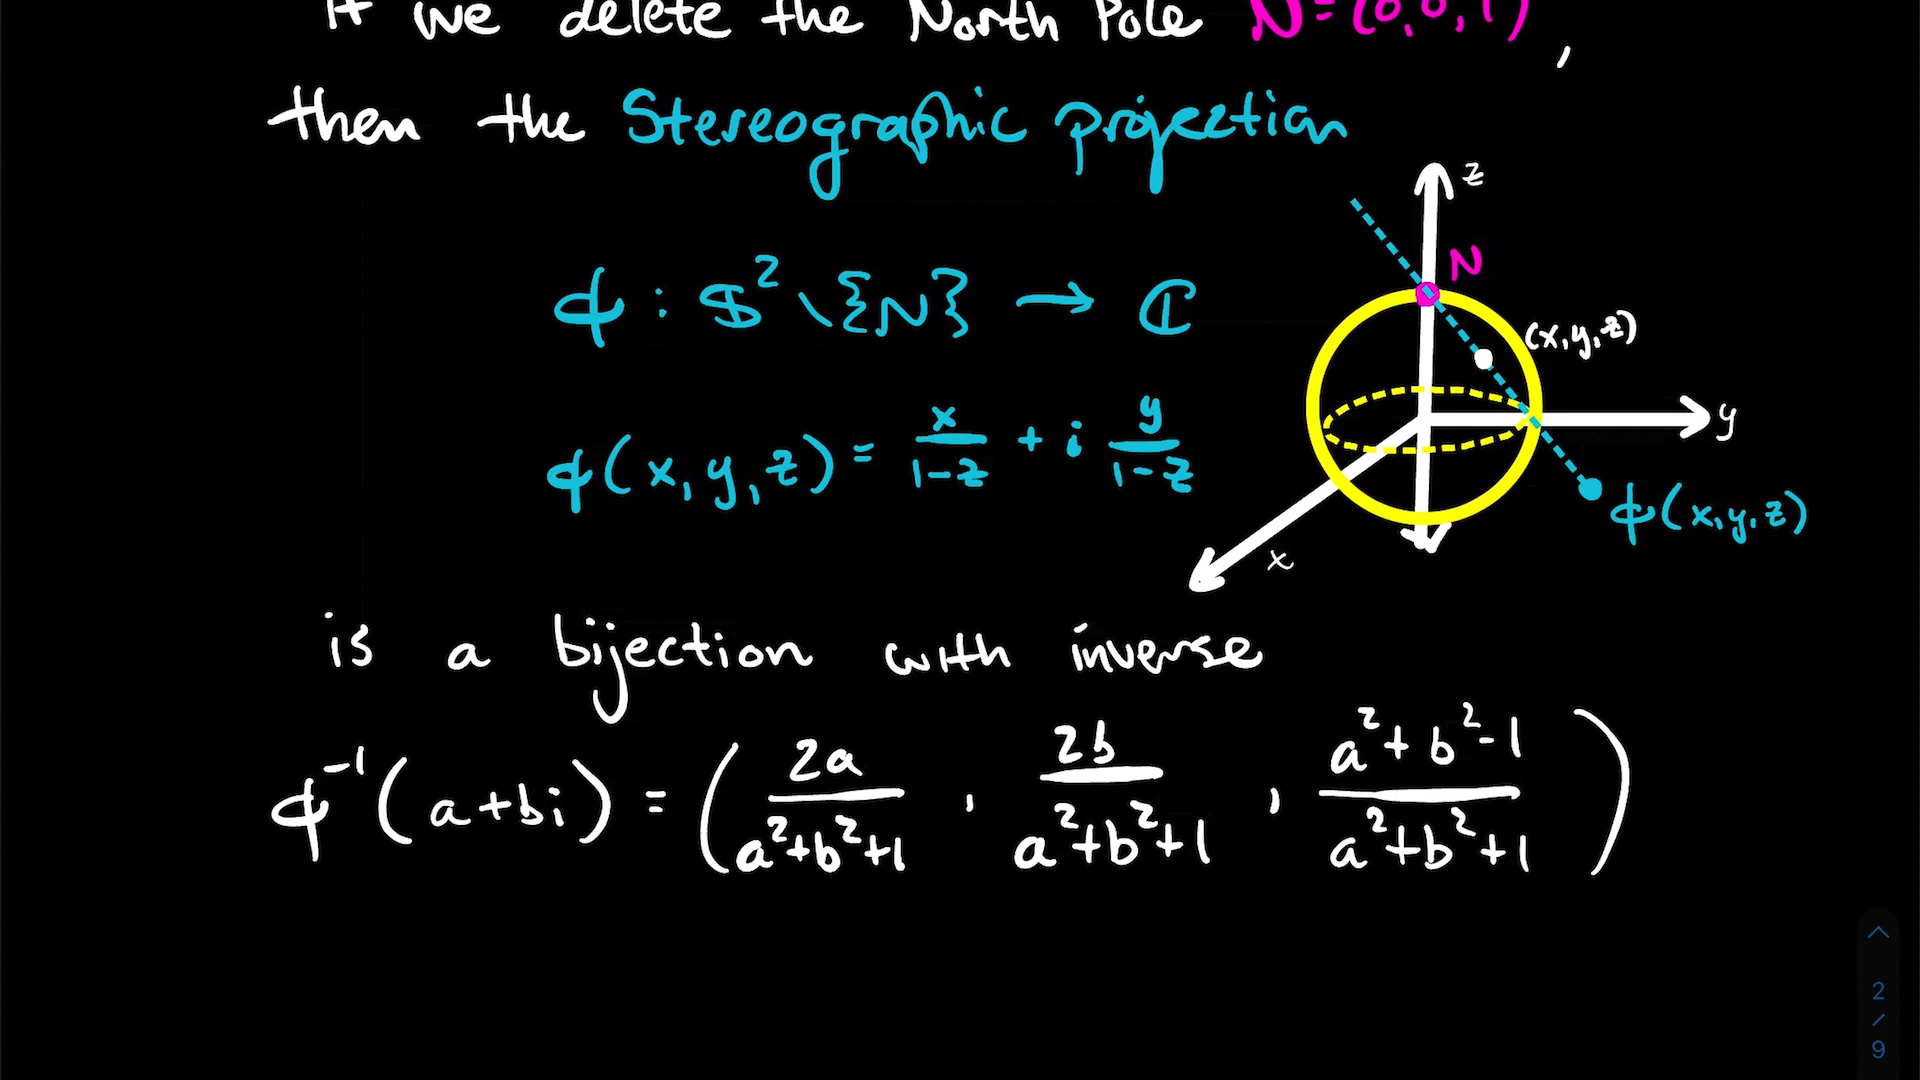 If we delete the North Pole N=(0,0,1),
then the Stereographic projection
z
N
φ : 𝕊² \ {N} → ℂ
(x,y,z)
φ(x,y,z) = x/(1-z) + i y/(1-z)
y
φ(x,y,z)
x
is a bijection with inverse
φ⁻¹(a+bi) = (2a/(a²+b²+1), 2b/(a²+b²+1), (a²+b²-1)/(a²+b²+1))
2
/
9